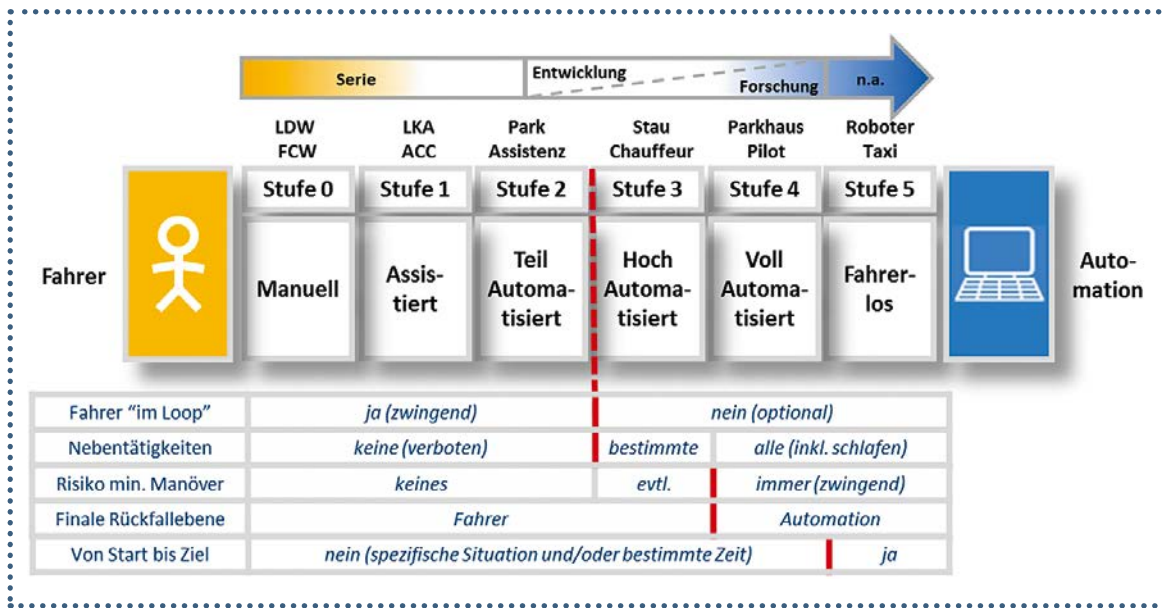 Serie
Entwicklung
Forschung
n.a.
LDW
FCW
LKA
ACC
Park
Assistenz
Stau
Chauffeur
Parkhaus
Pilot
Roboter
Taxi
Stufe 0
Stufe 1
Stufe 2
Stufe 3
Stufe 4
Stufe 5
Fahrer
Manuell
Assis-
tiert
Teil
Automa-
tisiert
Hoch
Automa-
tisiert
Voll
Automa-
tisiert
Fahrer-
los
Auto-
mation
Fahrer "im Loop" ja (zwingend) nein (optional)
Nebentätigkeiten keine (verboten) bestimmte alle (inkl. schlafen)
Risiko min. Manöver keines evtl. immer (zwingend)
Finale Rückfallebene Fahrer Automation
Von Start bis Ziel nein (spezifische Situation und/oder bestimmte Zeit) ja